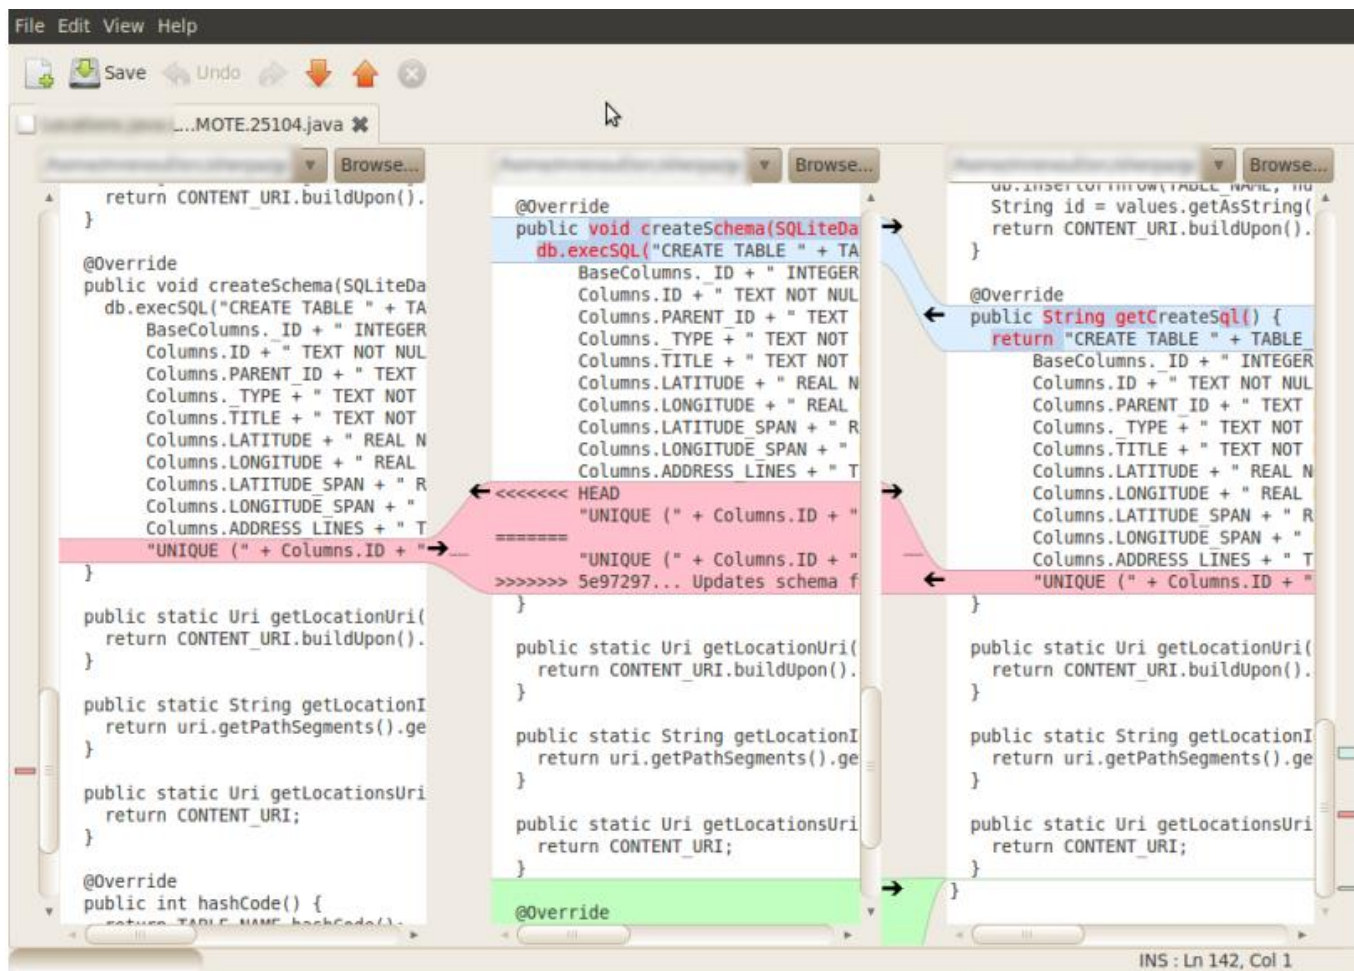 File Edit View Help
Save Undo
...MOTE.25104.java
Browse...
return CONTENT_URI.buildUpon().
}
@Override
public void createSchema(SQLiteDa
db.execSQL("CREATE TABLE " + TA
BaseColumns._ID + " INTEGER
Columns.ID + " TEXT NOT NUL
Columns.PARENT_ID + " TEXT
Columns._TYPE + " TEXT NOT
Columns.TITLE + " TEXT NOT
Columns.LATITUDE + " REAL N
Columns.LONGITUDE + " REAL
Columns.LATITUDE_SPAN + " R
Columns.LONGITUDE_SPAN + "
Columns.ADDRESS_LINES + " T
"UNIQUE (" + Columns.ID + "
}
public static Uri getLocationUri(
return CONTENT_URI.buildUpon().
}
public static String getLocationI
return uri.getPathSegments().ge
}
public static Uri getLocationsUri
return CONTENT_URI;
}
@Override
public int hashCode() {
return TABLE_NAME.hashCode();
Browse...
@Override
public void createSchema(SQLiteDa
db.execSQL("CREATE TABLE " + TA
BaseColumns._ID + " INTEGER
Columns.ID + " TEXT NOT NUL
Columns.PARENT_ID + " TEXT
Columns._TYPE + " TEXT NOT
Columns.TITLE + " TEXT NOT
Columns.LATITUDE + " REAL N
Columns.LONGITUDE + " REAL
Columns.LATITUDE_SPAN + " R
Columns.LONGITUDE_SPAN + "
Columns.ADDRESS_LINES + " T
<<<<<<< HEAD
"UNIQUE (" + Columns.ID + "
=======
"UNIQUE (" + Columns.ID + "
>>>>>>> 5e97297... Updates schema f
}
public static Uri getLocationUri(
return CONTENT_URI.buildUpon().
}
public static String getLocationI
return uri.getPathSegments().ge
}
public static Uri getLocationsUri
return CONTENT_URI;
}
@Override
Browse...
db.insertOrThrow(TABLE_NAME, nu
String id = values.getAsString(
return CONTENT_URI.buildUpon().
}
@Override
public String getCreateSql() {
return "CREATE TABLE " + TABLE_
BaseColumns._ID + " INTEGER
Columns.ID + " TEXT NOT NUL
Columns.PARENT_ID + " TEXT
Columns._TYPE + " TEXT NOT
Columns.TITLE + " TEXT NOT
Columns.LATITUDE + " REAL N
Columns.LONGITUDE + " REAL
Columns.LATITUDE_SPAN + " R
Columns.LONGITUDE_SPAN + "
Columns.ADDRESS_LINES + " T
"UNIQUE (" + Columns.ID + "
}
public static Uri getLocationUri(
return CONTENT_URI.buildUpon().
}
public static String getLocationI
return uri.getPathSegments().ge
}
public static Uri getLocationsUri
return CONTENT_URI;
}
}
INS : Ln 142, Col 1